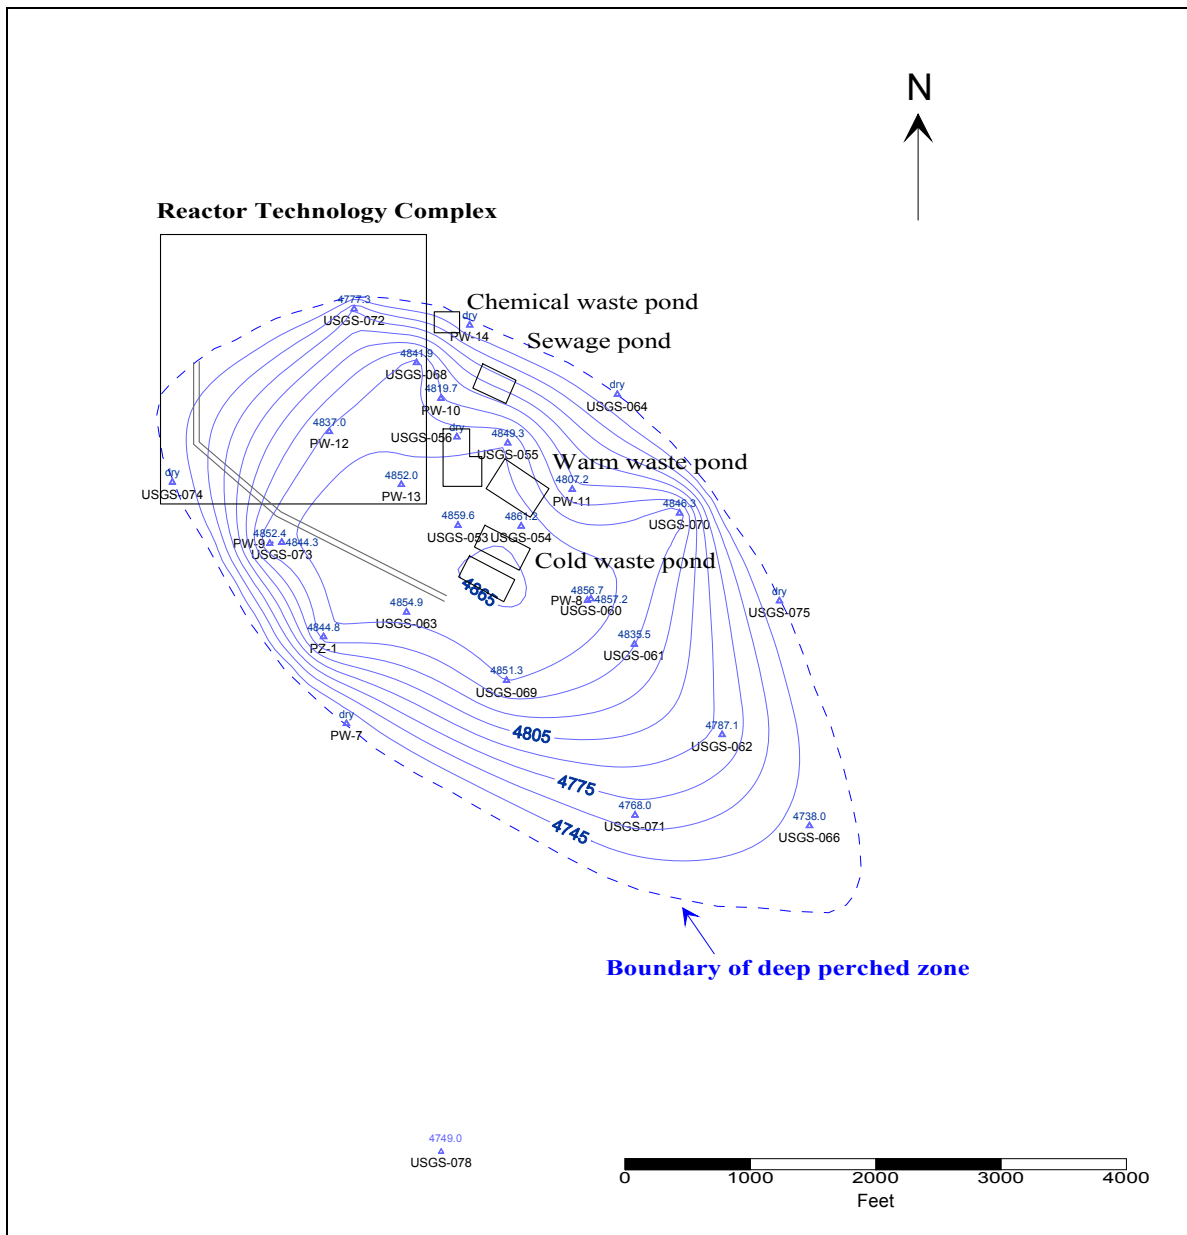 N
Reactor Technology Complex
4777.3
USGS-072
Chemical waste pond
dry
PW-14
Sewage pond
4841.9
USGS-068
4819.7
PW-10
dry
USGS-064
4837.0
PW-12
USGS-056
dry
4849.3
USGS-055
Warm waste pond
dry
USGS-074
4852.0
PW-13
4807.2
PW-11
4846.3
USGS-070
4859.6
USGS-053
4861.2
USGS-054
4852.4
PW-9
4844.3
USGS-073
Cold waste pond
4865
4856.7
PW-8
4857.2
USGS-060
dry
USGS-075
4854.9
USGS-063
4844.8
PZ-1
4835.5
USGS-061
4851.3
USGS-069
dry
PW-7
4805
4787.1
USGS-062
4775
4768.0
USGS-071
4745
4738.0
USGS-066
Boundary of deep perched zone
4749.0
USGS-078
0 1000 2000 3000 4000
Feet